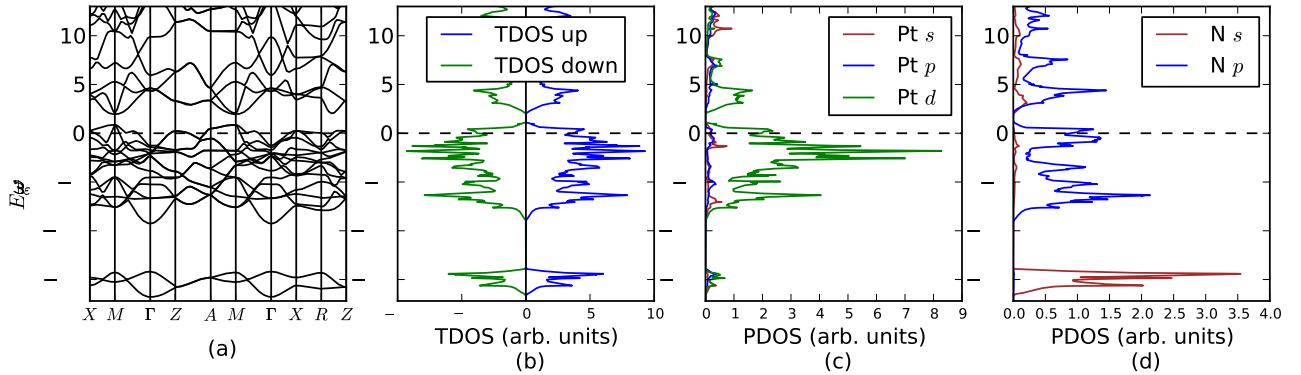 10
5
0
−
−
−
X M Γ Z A M Γ X R Z
(a)
TDOS up
TDOS down
10
5
0
−
−
−
− −5 0 5 10
TDOS (arb. units)
(b)
Pt s
Pt p
Pt d
10
5
0
−
−
−
0 1 2 3 4 5 6 7 8 9
PDOS (arb. units)
(c)
N s
N p
10
5
0
−
−
−
0.0 0.5 1.0 1.5 2.0 2.5 3.0 3.5 4.0
PDOS (arb. units)
(d)